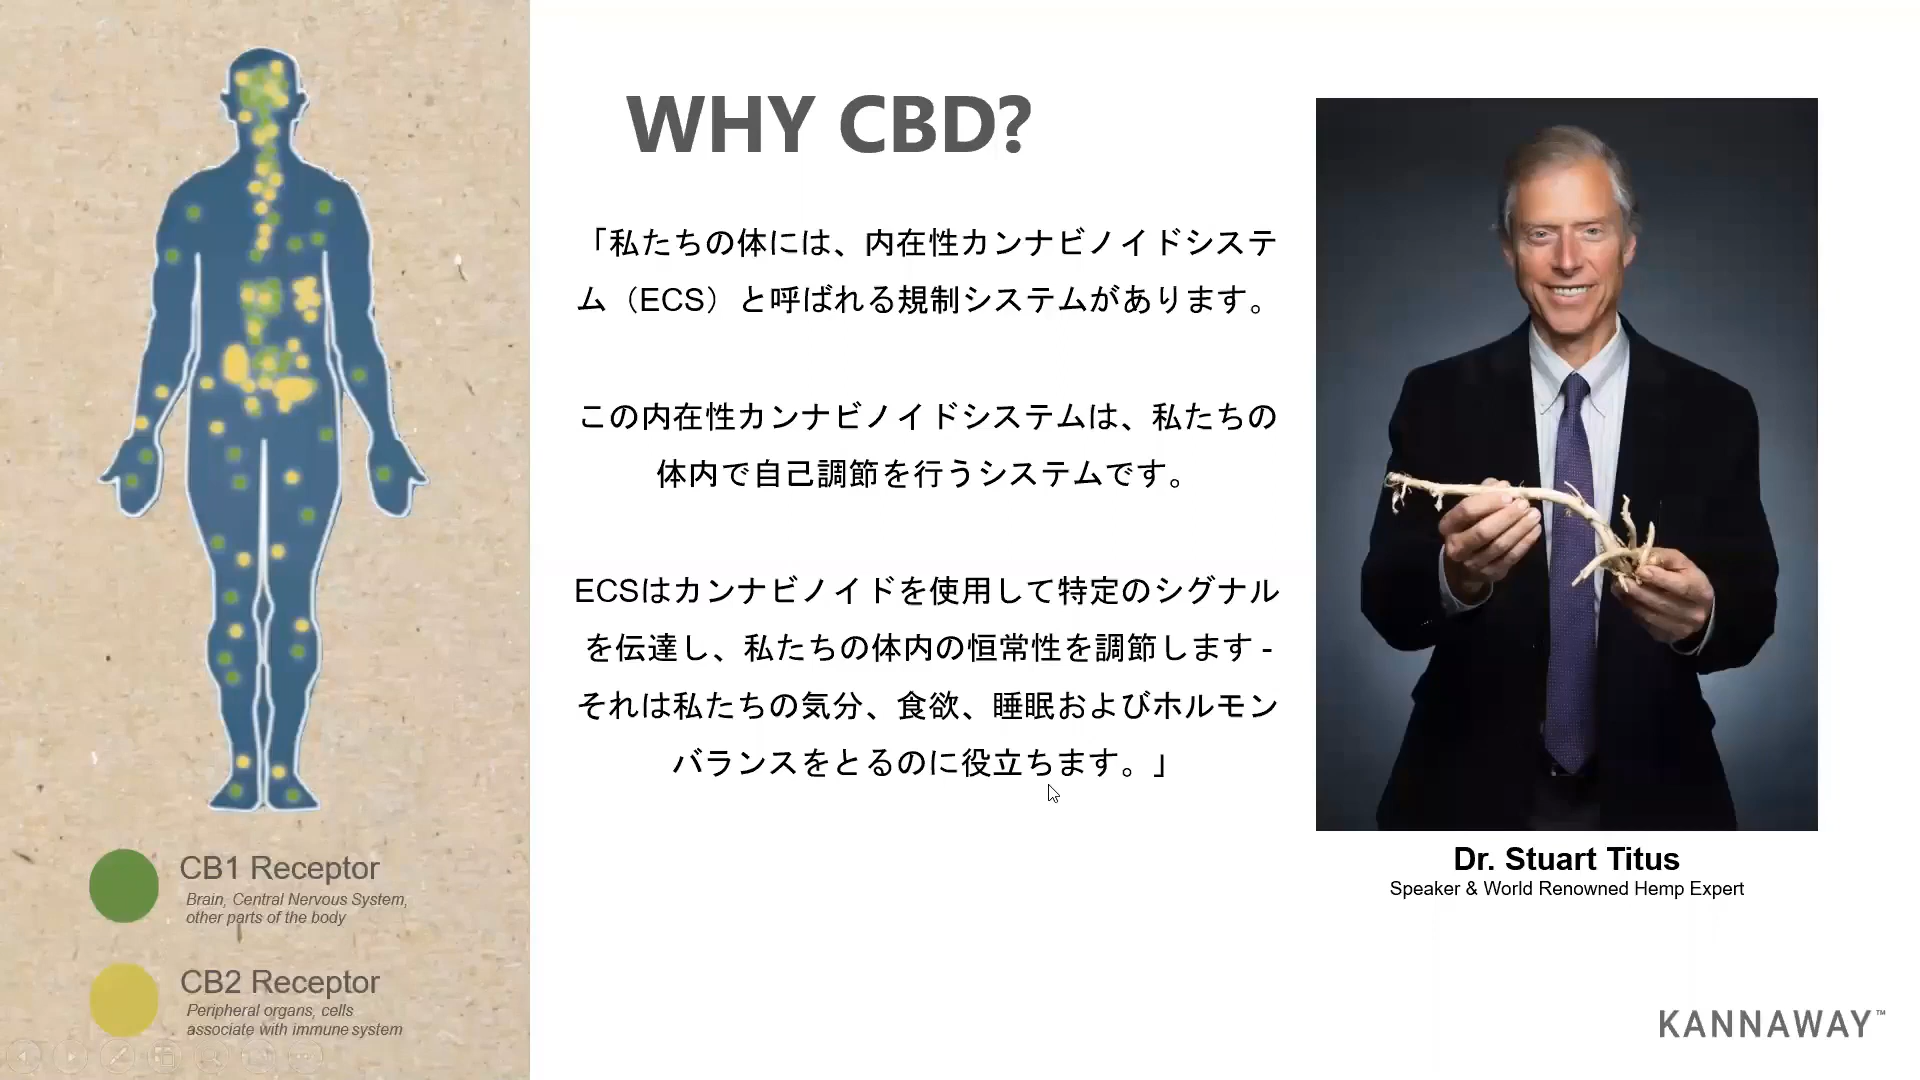 WHY CBD?
「私たちの体には、内在性カンナビノイドシステ
ム（ECS）と呼ばれる規制システムがあります。
この内在性カンナビノイドシステムは、私たちの
体内で自己調節を行うシステムです。
ECSはカンナビノイドを使用して特定のシグナル
を伝達し、私たちの体内の恒常性を調節します -
それは私たちの気分、食欲、睡眠およびホルモン
バランスをとるのに役立ちます。」
CB1 Receptor
Brain, Central Nervous System,
other parts of the body
CB2 Receptor
Peripheral organs, cells
associate with immune system
Dr. Stuart Titus
Speaker & World Renowned Hemp Expert
KANNAWAY™